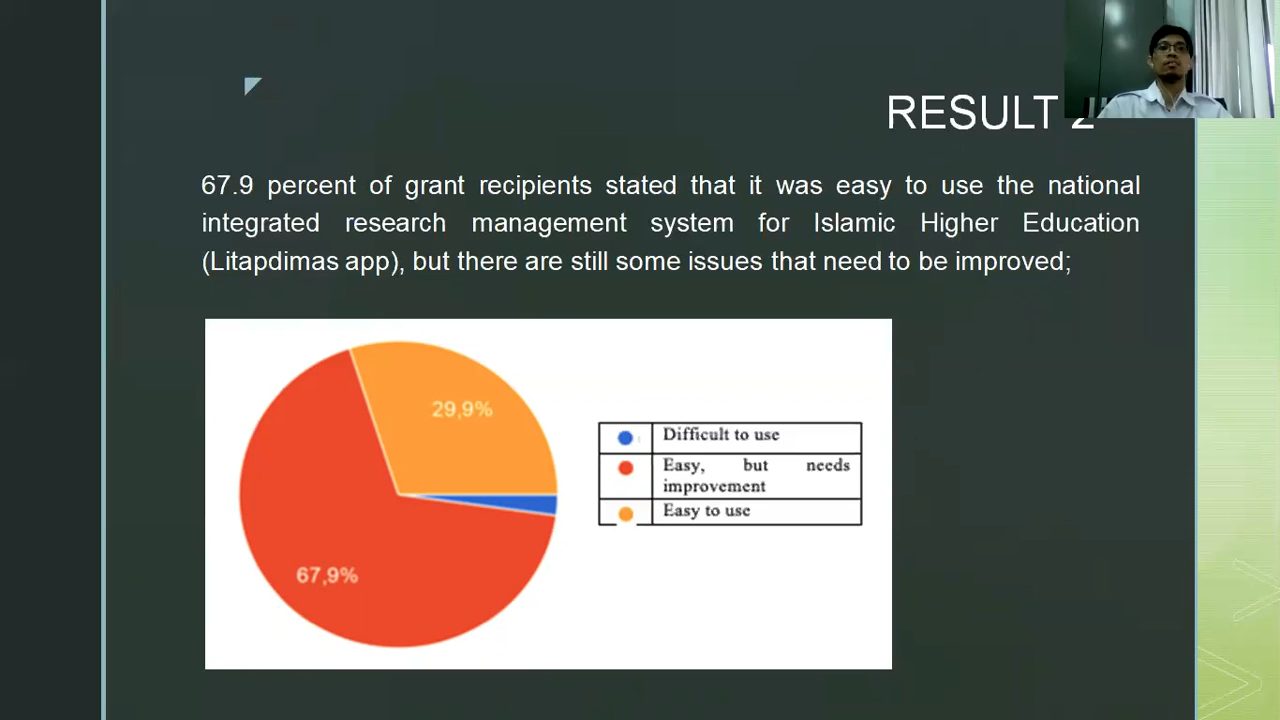 RESULT 2
67.9 percent of grant recipients stated that it was easy to use the national
integrated research management system for Islamic Higher Education
(Litapdimas app), but there are still some issues that need to be improved;
29,9%
67,9%
Difficult to use
Easy, but needs
improvement
Easy to use